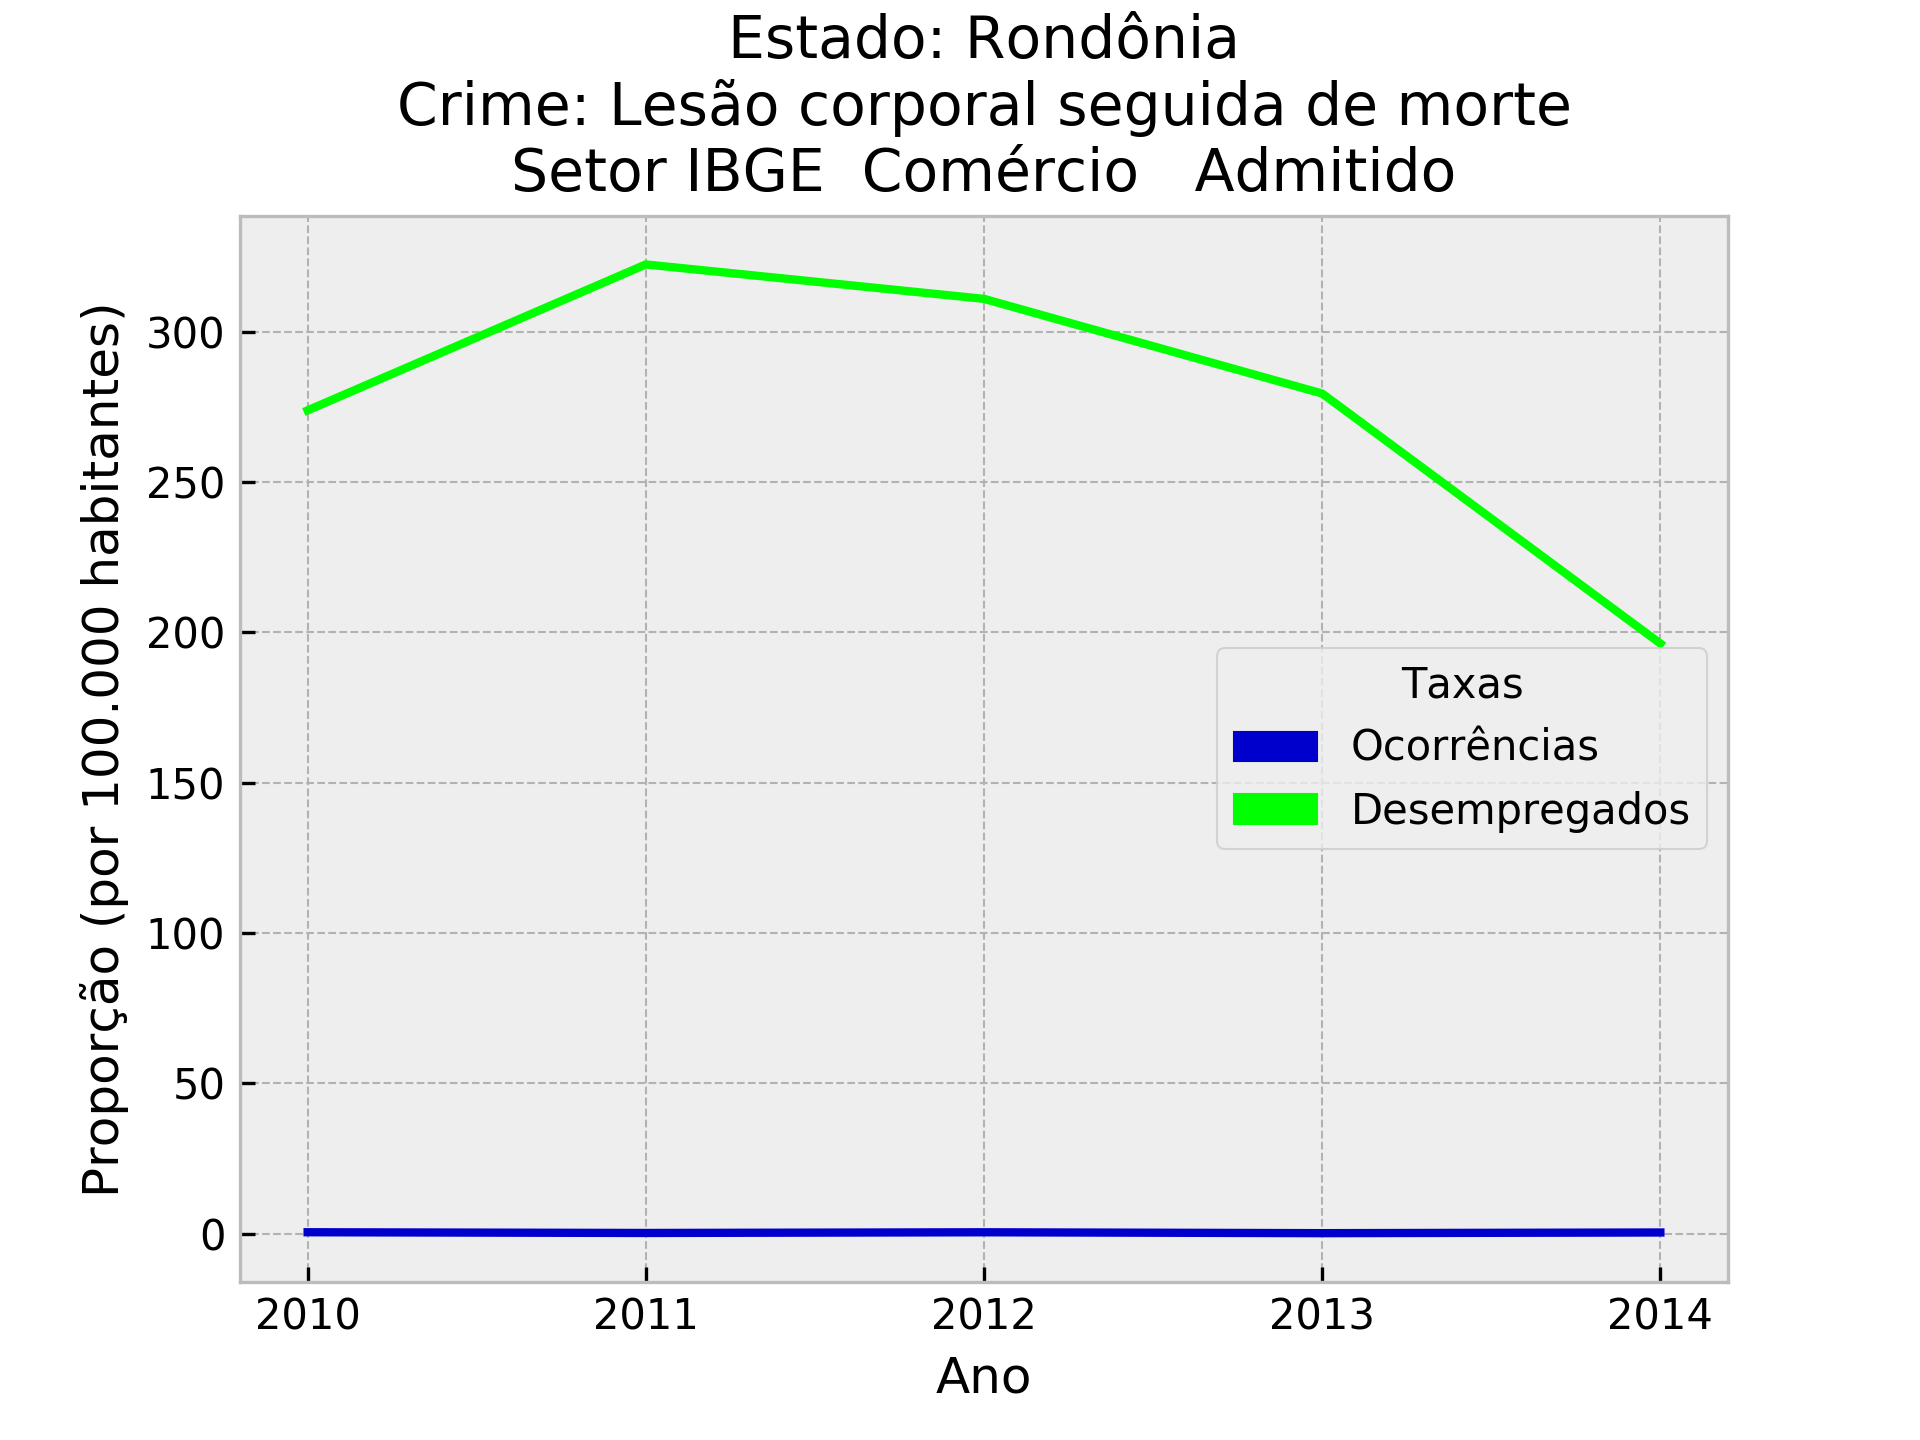 Estado: Rondônia
Crime: Lesão corporal seguida de morte
Setor IBGE  Comércio   Admitido
Proporção (por 100.000 habitantes)
300
250
200
150
100
50
0
Taxas
Ocorrências
Desempregados
2010 2011 2012 2013 2014
Ano